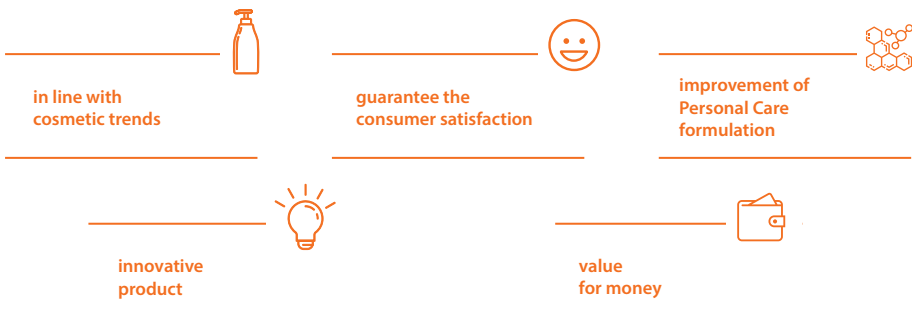 in line with
cosmetic trends
guarantee the
consumer satisfaction
improvement of
Personal Care
formulation
innovative
product
value
for money